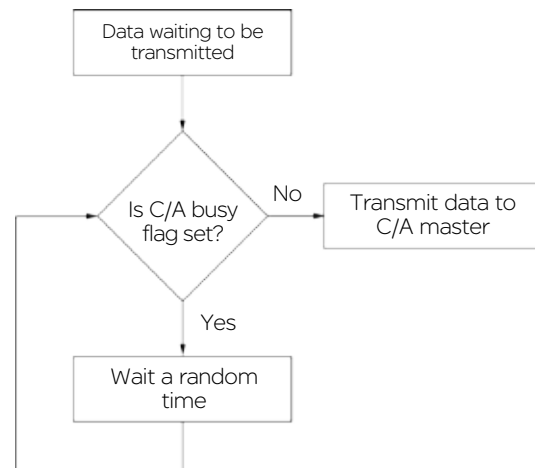 Data waiting to be
transmitted
Is C/A busy
flag set?
No
Transmit data to
C/A master
Yes
Wait a random
time